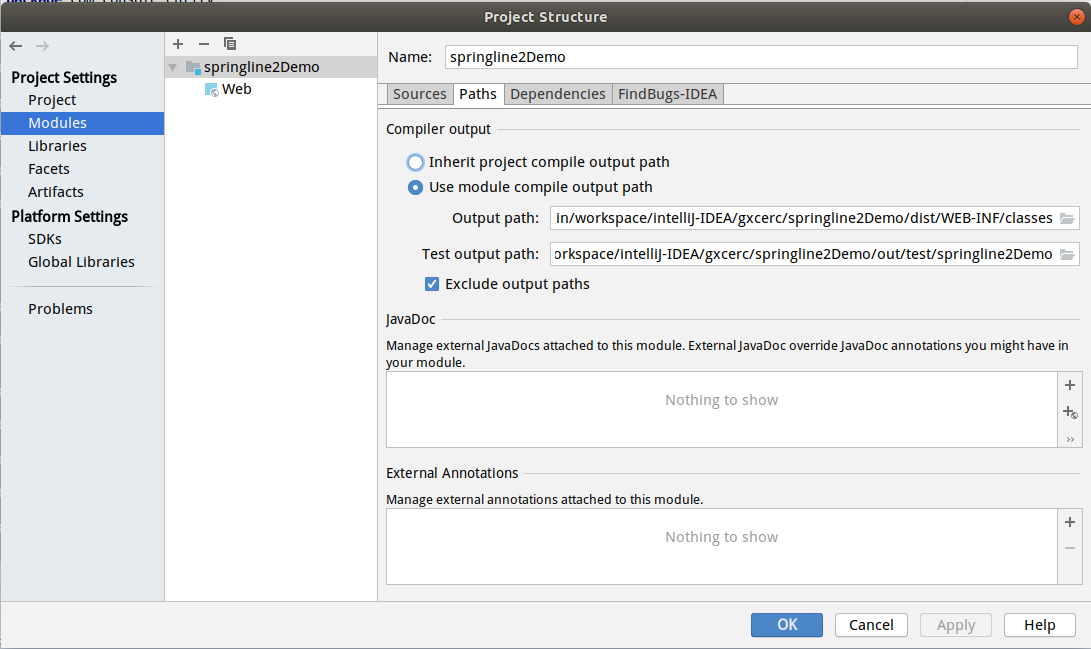 Project Structure
Project Settings
Project
Modules
Libraries
Facets
Artifacts
Platform Settings
SDKs
Global Libraries
Problems
springline2Demo
Web
Name: springline2Demo
Sources Paths Dependencies FindBugs-IDEA
Compiler output
Inherit project compile output path
Use module compile output path
Output path: in/workspace/intelliJ-IDEA/gxcerc/springline2Demo/dist/WEB-INF/classes
Test output path: orkspace/intelliJ-IDEA/gxcerc/springline2Demo/out/test/springline2Demo
Exclude output paths
JavaDoc
Manage external JavaDocs attached to this module. External JavaDoc override JavaDoc annotations you might have in
your module.
Nothing to show
External Annotations
Manage external annotations attached to this module.
Nothing to show
OK Cancel Apply Help